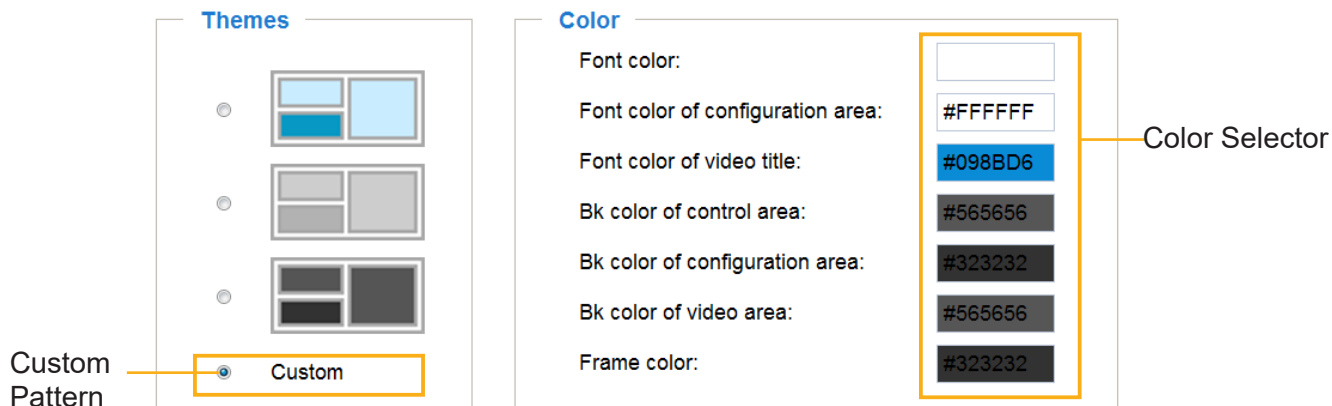 Themes
Custom
Custom
Pattern
Color
Font color:
Font color of configuration area: #FFFFFF
Font color of video title: #098BD6
Bk color of control area: #565656
Bk color of configuration area: #323232
Bk color of video area: #565656
Frame color: #323232
Color Selector